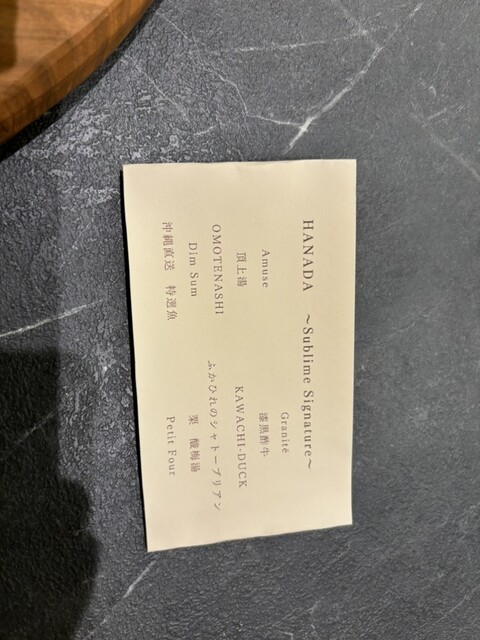 HANADA ～Sublime Signature～
Amuse
頂上湯
OMOTENASHI
Dim Sum
沖縄直送 特選魚
Granité
漆黒酢牛
KAWACHI-DUCK
ふかひれのシャトーブリアン
栗 酸梅湯
Petit Four